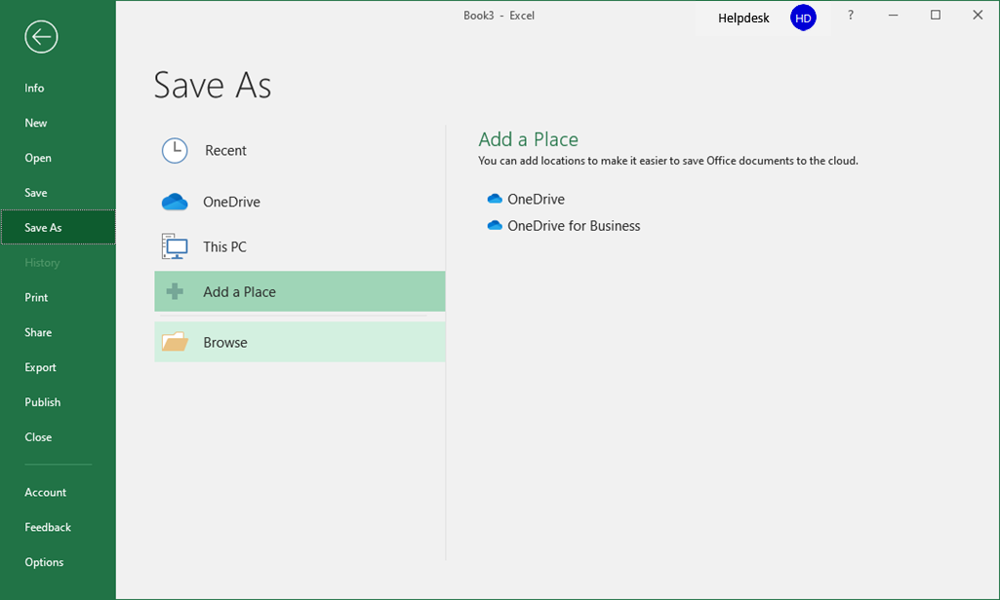 Book3 - Excel
Helpdesk
HD
?
Info
New
Open
Save
Save As
History
Print
Share
Export
Publish
Close
Account
Feedback
Options
Save As
Recent
OneDrive
This PC
Add a Place
Browse
Add a Place
You can add locations to make it easier to save Office documents to the cloud.
OneDrive
OneDrive for Business